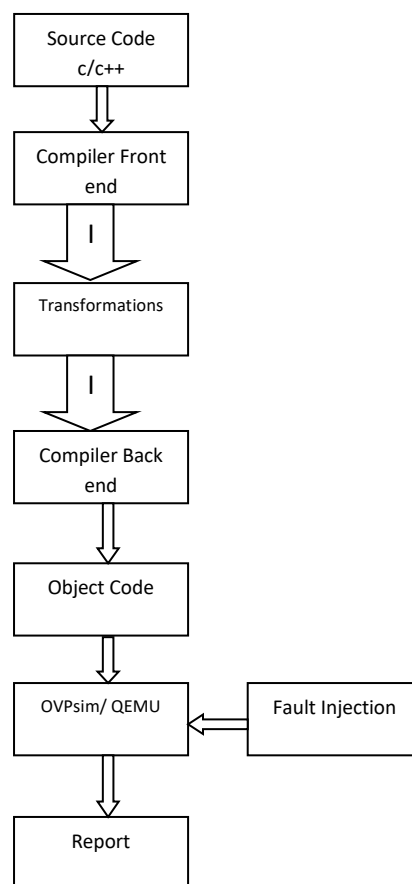 Source Code
c/c++
Compiler Front
end
I
Transformations
I
Compiler Back
end
Object Code
OVPsim/ QEMU
Fault Injection
Report